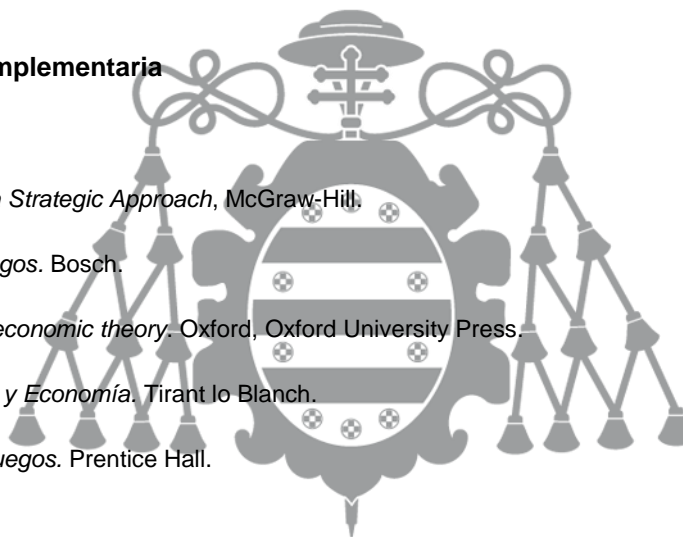 mplementaria
Strategic Approach, McGraw-Hill.
gos. Bosch.
economic theory. Oxford, Oxford University Press.
y Economía. Tirant lo Blanch.
uegos. Prentice Hall.